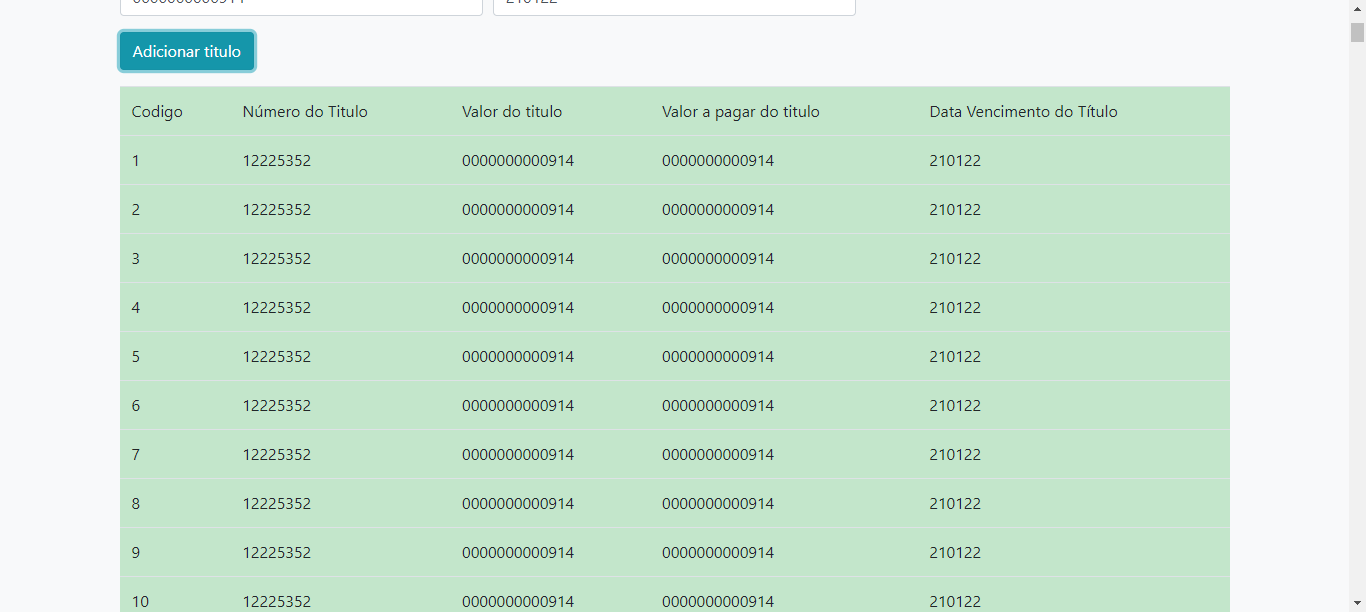 0000000000914 210122
Adicionar titulo
Codigo Número do Titulo Valor do titulo Valor a pagar do titulo Data Vencimento do Título
1 12225352 0000000000914 0000000000914 210122
2 12225352 0000000000914 0000000000914 210122
3 12225352 0000000000914 0000000000914 210122
4 12225352 0000000000914 0000000000914 210122
5 12225352 0000000000914 0000000000914 210122
6 12225352 0000000000914 0000000000914 210122
7 12225352 0000000000914 0000000000914 210122
8 12225352 0000000000914 0000000000914 210122
9 12225352 0000000000914 0000000000914 210122
10 12225352 0000000000914 0000000000914 210122